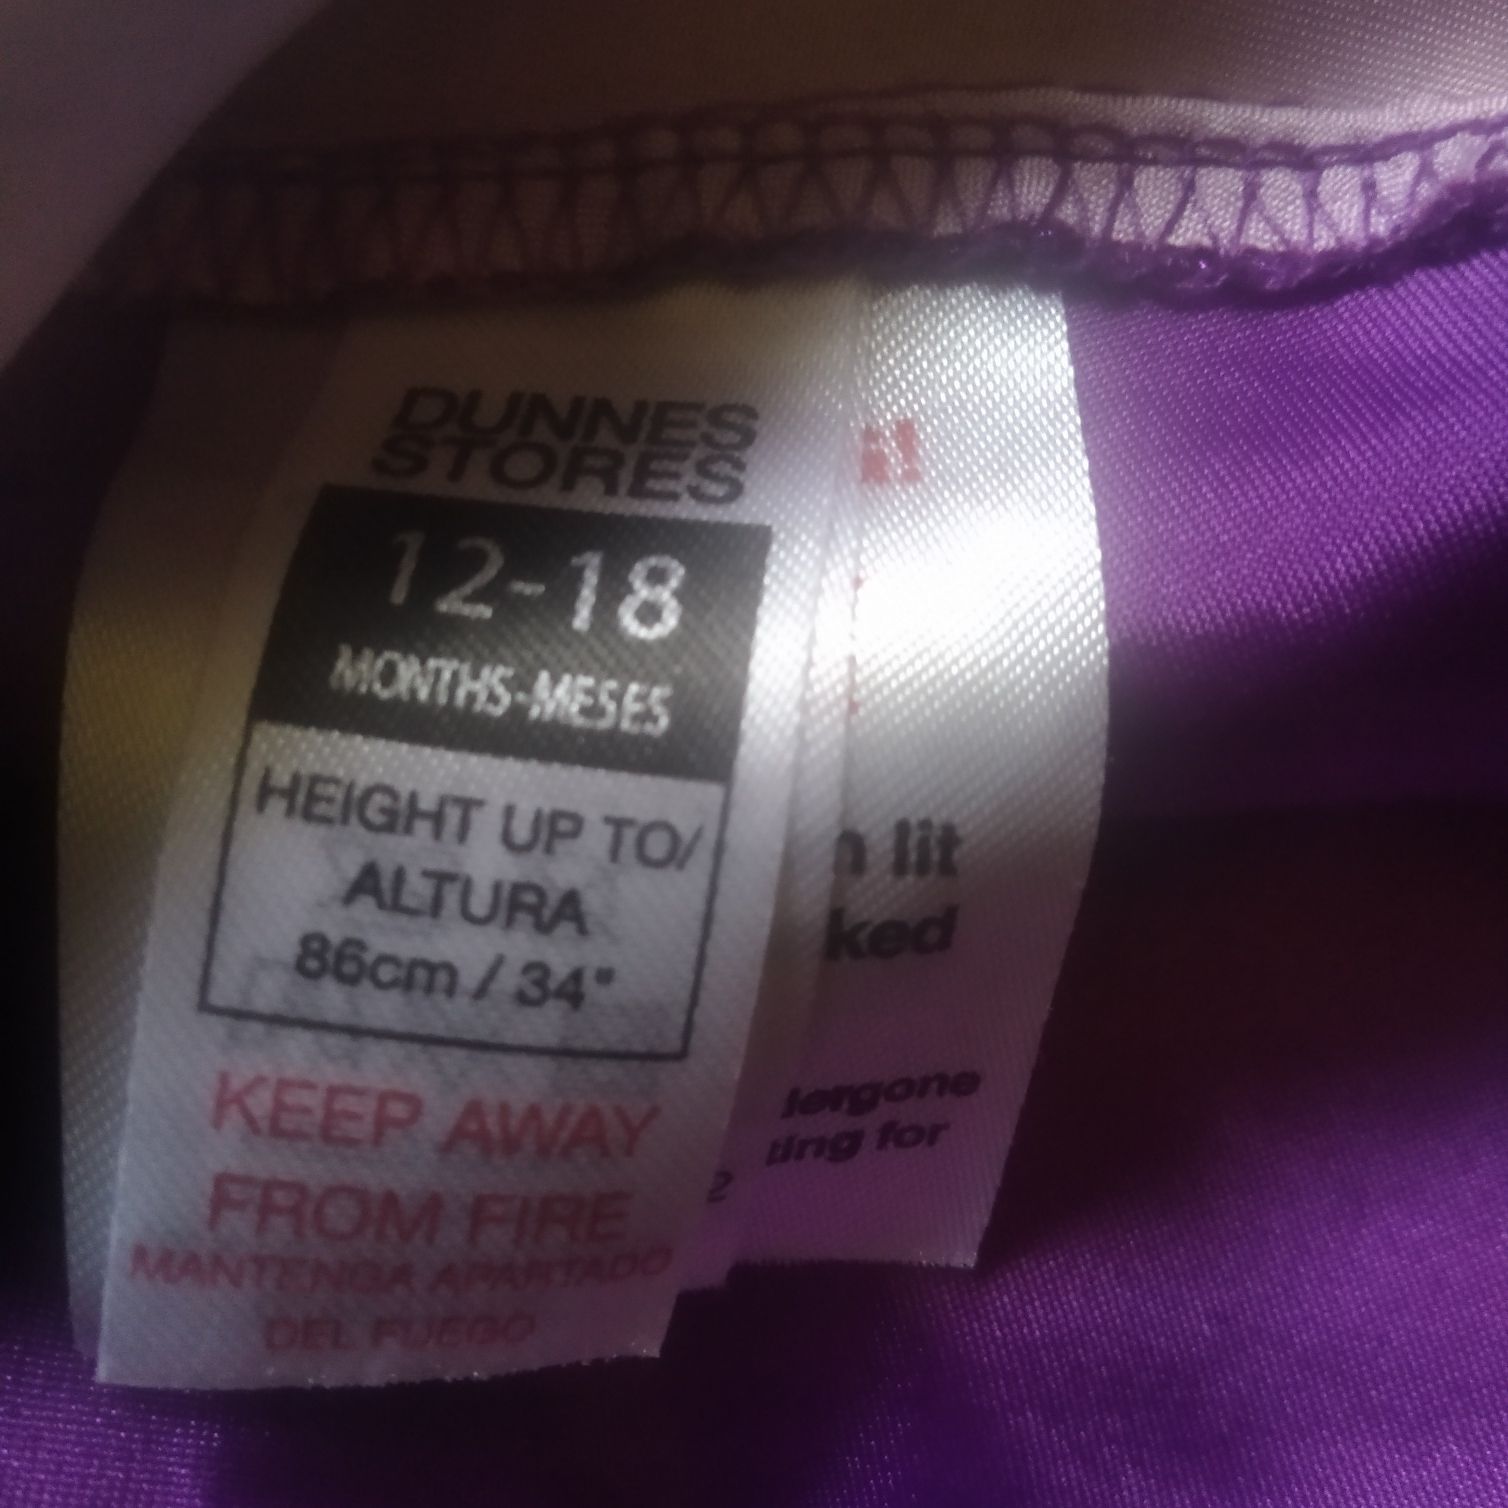 DUNNES
STORES
12-18
MONTHS-MESES
HEIGHT UP TO/
ALTURA
86cm / 34"
KEEP AWAY
FROM FIRE
MANTENGA APARTADO
DEL FUEGO
lit